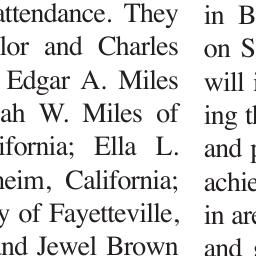 attendance. They
lor and Charles
Edgar A. Miles
ah W. Miles of
ifornia; Ella L.
heim, California;
y of Fayetteville,
and Jewel Brown
in B
on S
will i
ing th
and p
achie
in are
and